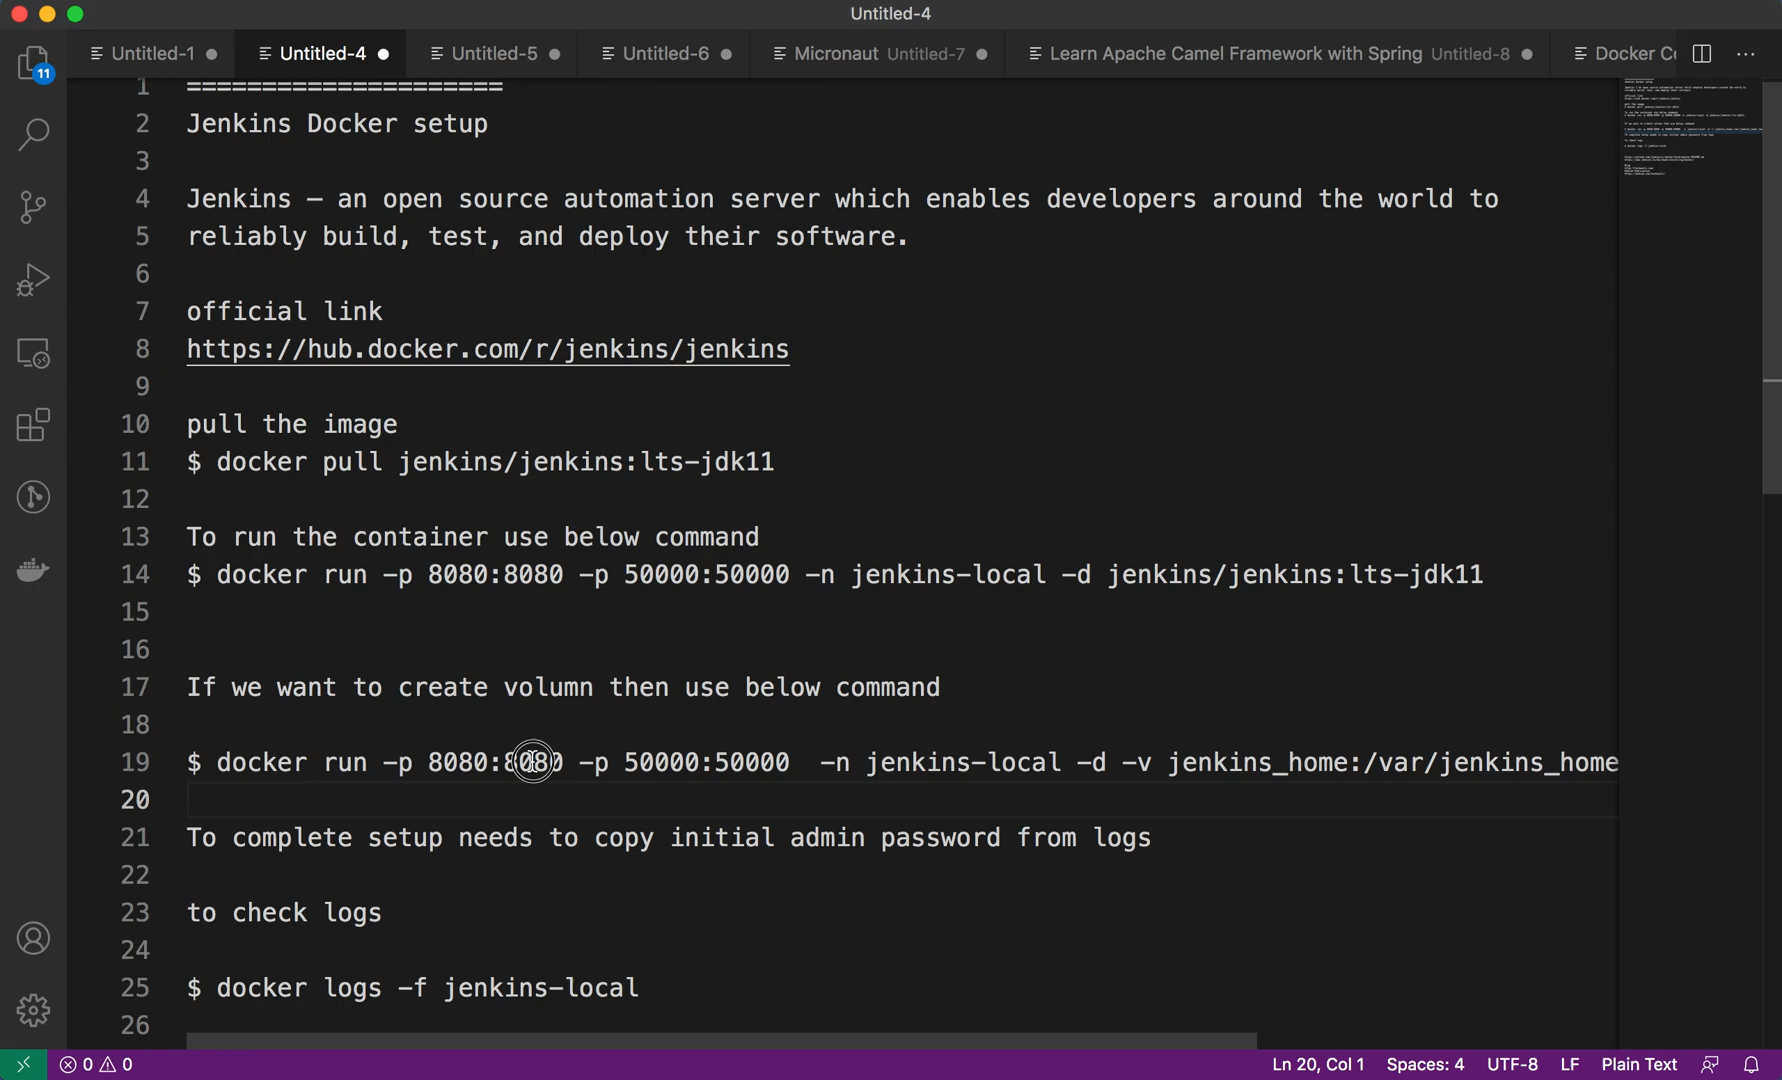 Untitled-4
Untitled-1
Untitled-4
Untitled-5
Untitled-6
Micronaut Untitled-7
Learn Apache Camel Framework with Spring Untitled-8
Docker C
11
1 =====================
2 Jenkins Docker setup
3
4 Jenkins – an open source automation server which enables developers around the world to
5 reliably build, test, and deploy their software.
6
7 official link
8 https://hub.docker.com/r/jenkins/jenkins
9
10 pull the image
11 $ docker pull jenkins/jenkins:lts-jdk11
12
13 To run the container use below command
14 $ docker run -p 8080:8080 -p 50000:50000 -n jenkins-local -d jenkins/jenkins:lts-jdk11
15
16
17 If we want to create volumn then use below command
18
19 $ docker run -p 8080:8080 -p 50000:50000  -n jenkins-local -d -v jenkins_home:/var/jenkins_home
20
21 To complete setup needs to copy initial admin password from logs
22
23 to check logs
24
25 $ docker logs -f jenkins-local
26
0 0
Ln 20, Col 1 Spaces: 4 UTF-8 LF Plain Text